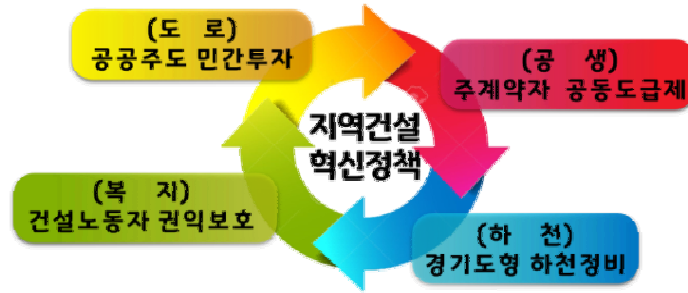 (도 로)
공공주도 민간투자
(공 생)
주계약자 공동도급제
지역건설
혁신정책
(복 지)
건설노동자 권익보호
(하 천)
경기도형 하천정비